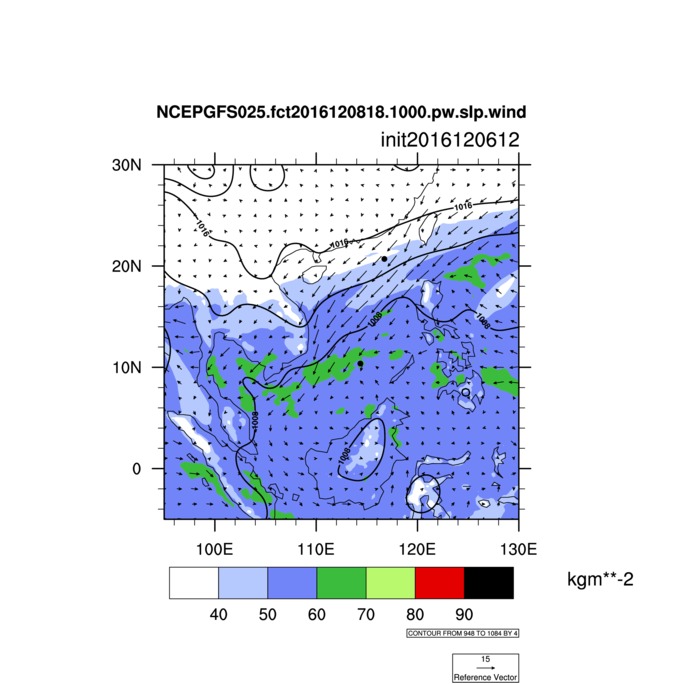 NCEPGFS025.fct2016120818.1000.pw.slp.wind
init2016120612
30N
1016
1016
1016
20N
1008
1008
10N
1008
1008
0
100E 110E 120E 130E
kgm**-2
40 50 60 70 80 90
CONTOUR FROM 948 TO 1084 BY 4
15
Reference Vector